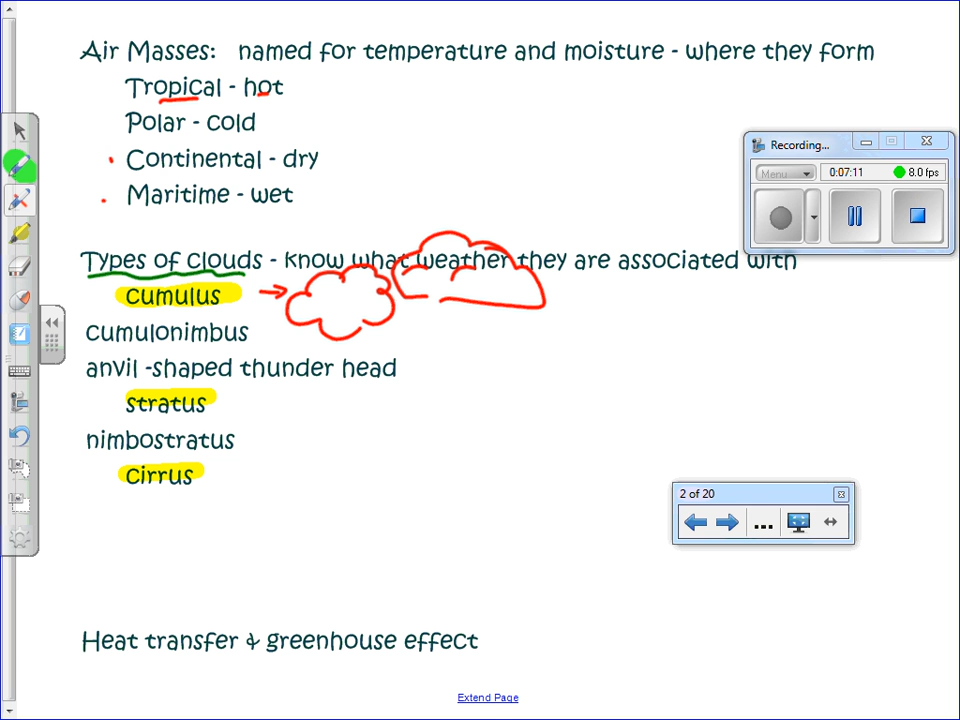 Air Masses: named for temperature and moisture - where they form
Tropical - hot
Polar - cold
Continental - dry
Maritime - wet
Recording...
Menu
0:07:11
8.0 fps
Types of clouds - know what weather they are associated with
cumulus
cumulonimbus
anvil -shaped thunder head
stratus
nimbostratus
cirrus
2 of 20
...
Heat transfer & greenhouse effect
Extend Page